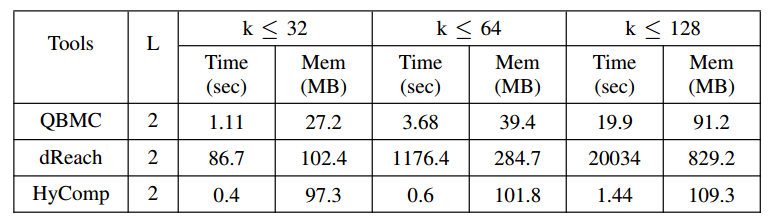 Tools L k ≤ 32 k ≤ 64 k ≤ 128
Time (sec) Mem (MB) Time (sec) Mem (MB) Time (sec) Mem (MB)
QBMC 2 1.11 27.2 3.68 39.4 19.9 91.2
dReach 2 86.7 102.4 1176.4 284.7 20034 829.2
HyComp 2 0.4 97.3 0.6 101.8 1.44 109.3